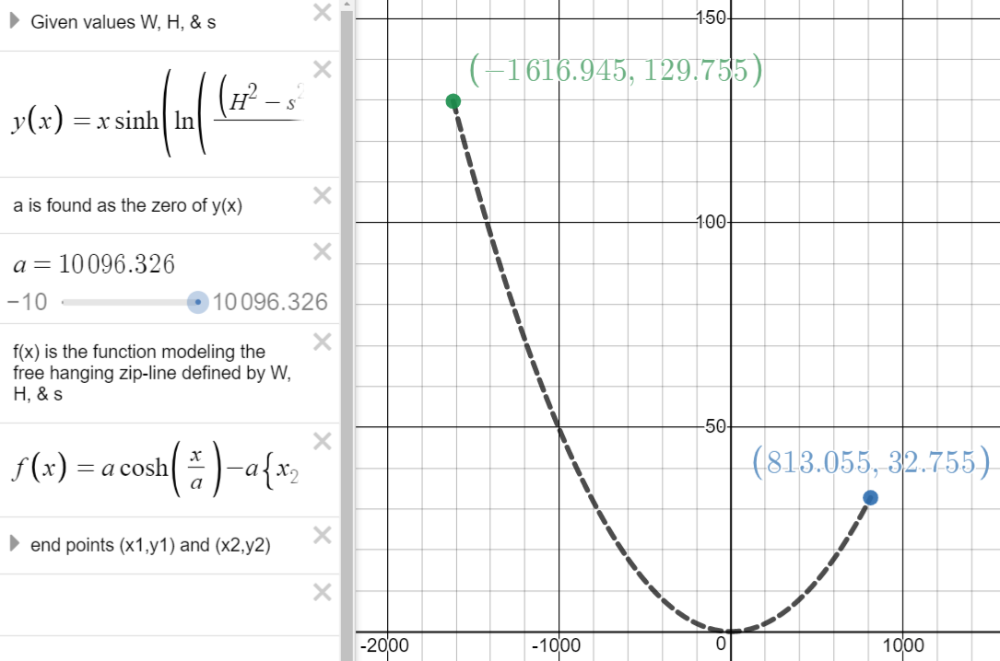 Given values W, H, & s
y(x) = x sinh(ln((H² − s²
a is found as the zero of y(x)
a = 10096.326
−10 10096.326
f(x) is the function modeling the
free hanging zip-line defined by W,
H, & s
f(x) = a cosh(x/a) −a{x₂
end points (x1,y1) and (x2,y2)
150
(−1616.945, 129.755)
100
50
(813.055, 32.755)
-2000 -1000 0 1000